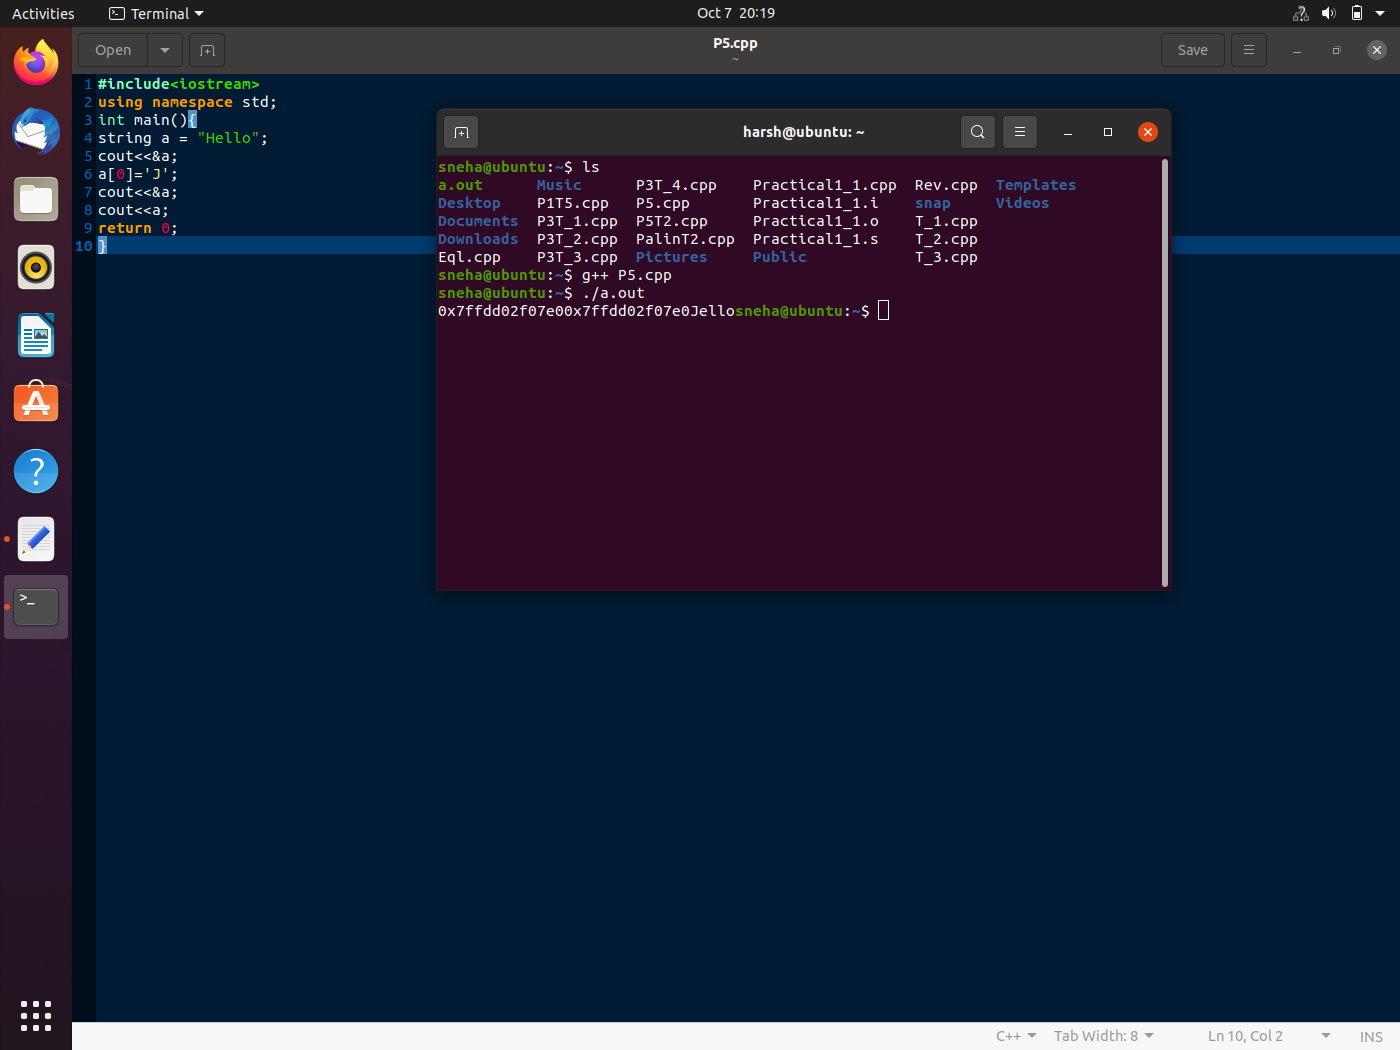 Activities Terminal Oct 7 20:19
Open P5.cpp Save
~
1 #include<iostream>
2 using namespace std;
3 int main(){
4 string a = "Hello";
5 cout<<&a;
6 a[0]='J';
7 cout<<&a;
8 cout<<a;
9 return 0;
10 }
harsh@ubuntu: ~
sneha@ubuntu:~$ ls
a.out Music P3T_4.cpp Practical1_1.cpp Rev.cpp Templates
Desktop P1T5.cpp P5.cpp Practical1_1.i snap Videos
Documents P3T_1.cpp P5T2.cpp Practical1_1.o T_1.cpp
Downloads P3T_2.cpp PalinT2.cpp Practical1_1.s T_2.cpp
Eql.cpp P3T_3.cpp Pictures Public T_3.cpp
sneha@ubuntu:~$ g++ P5.cpp
sneha@ubuntu:~$ ./a.out
0x7ffdd02f07e00x7ffdd02f07e0Jellosneha@ubuntu:~$
C++ Tab Width: 8 Ln 10, Col 2 INS